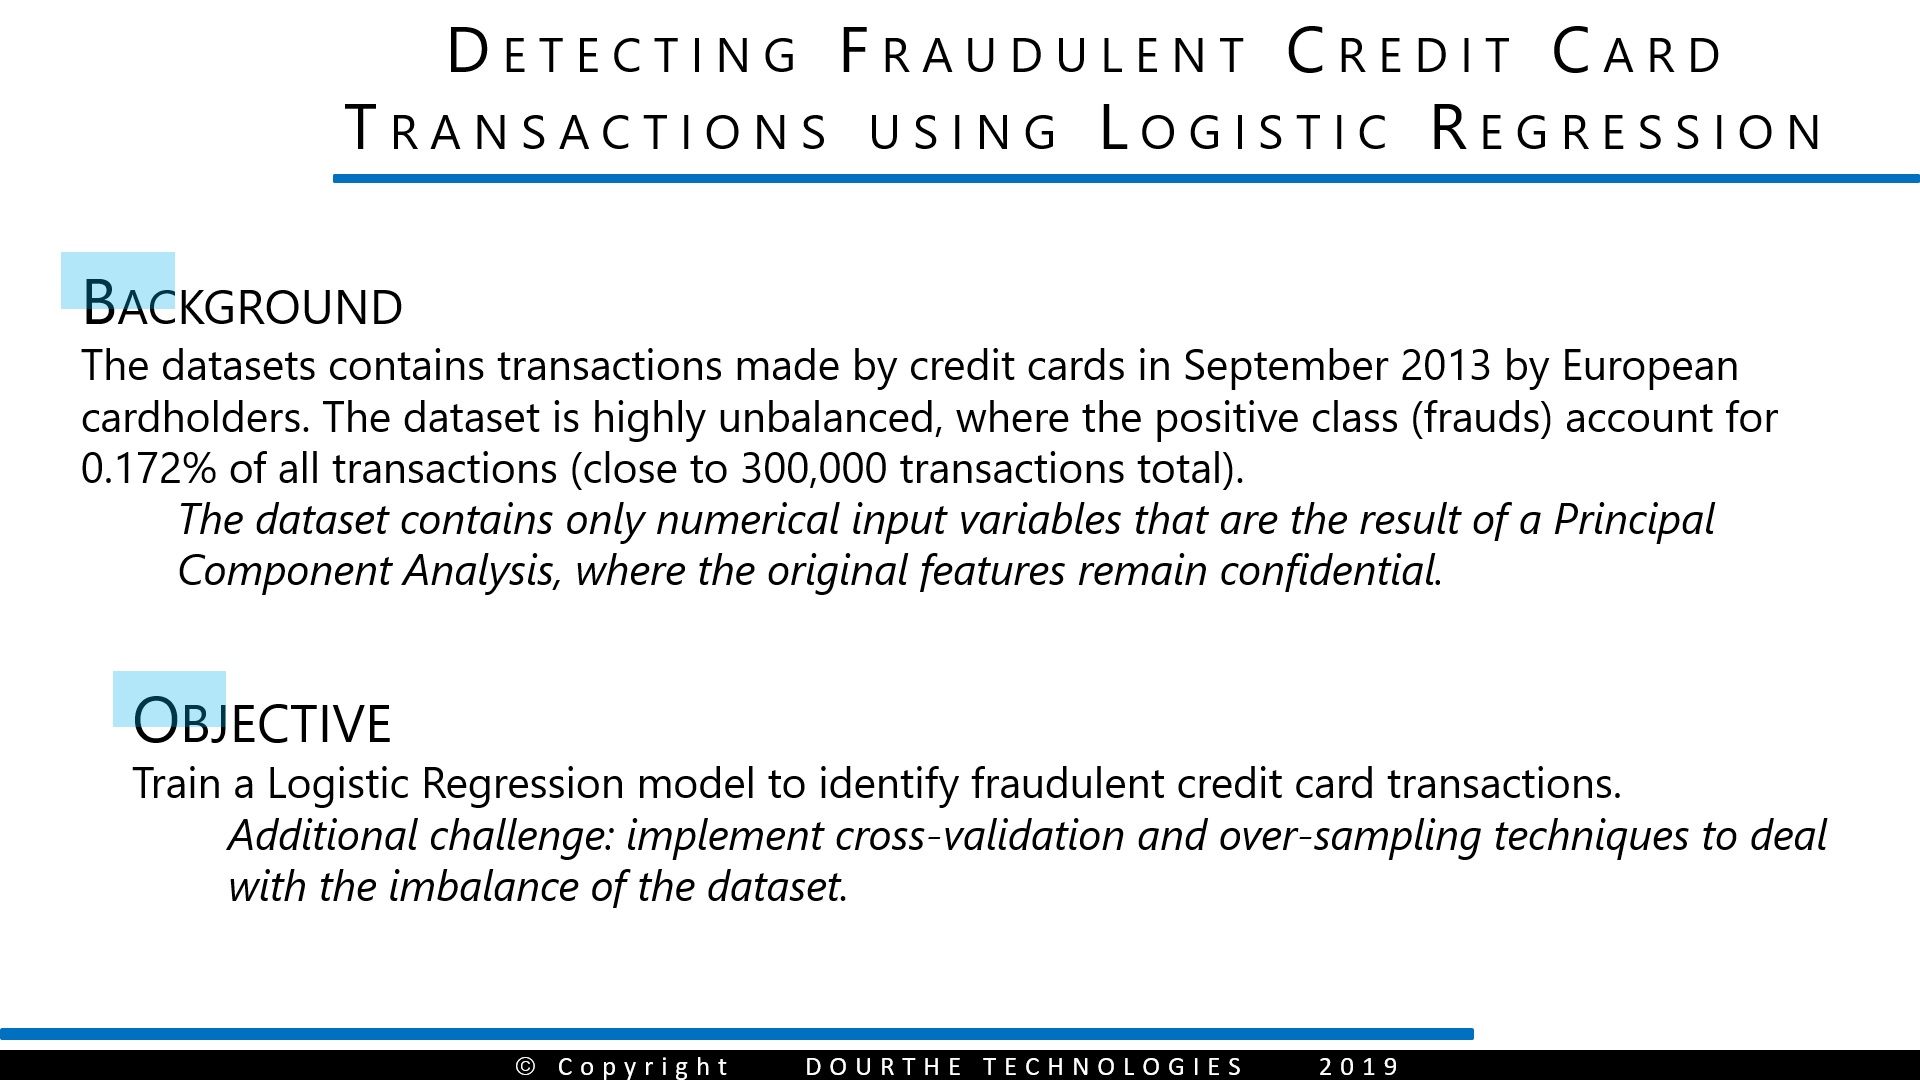 Detecting Fraudulent Credit Card
Transactions using Logistic Regression
Background
The datasets contains transactions made by credit cards in September 2013 by European
cardholders. The dataset is highly unbalanced, where the positive class (frauds) account for
0.172% of all transactions (close to 300,000 transactions total).
The dataset contains only numerical input variables that are the result of a Principal
Component Analysis, where the original features remain confidential.
Objective
Train a Logistic Regression model to identify fraudulent credit card transactions.
Additional challenge: implement cross-validation and over-sampling techniques to deal
with the imbalance of the dataset.
© Copyright DOURTHE TECHNOLOGIES 2019